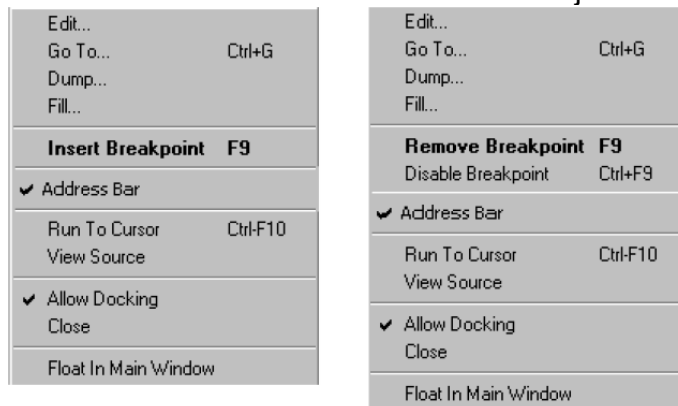 Edit...
Go To... Ctrl+G
Dump...
Fill...
Insert Breakpoint F9
Address Bar
Run To Cursor Ctrl-F10
View Source
Allow Docking
Close
Float In Main Window
Edit...
Go To... Ctrl+G
Dump...
Fill...
Remove Breakpoint F9
Disable Breakpoint Ctrl+F9
Address Bar
Run To Cursor Ctrl-F10
View Source
Allow Docking
Close
Float In Main Window